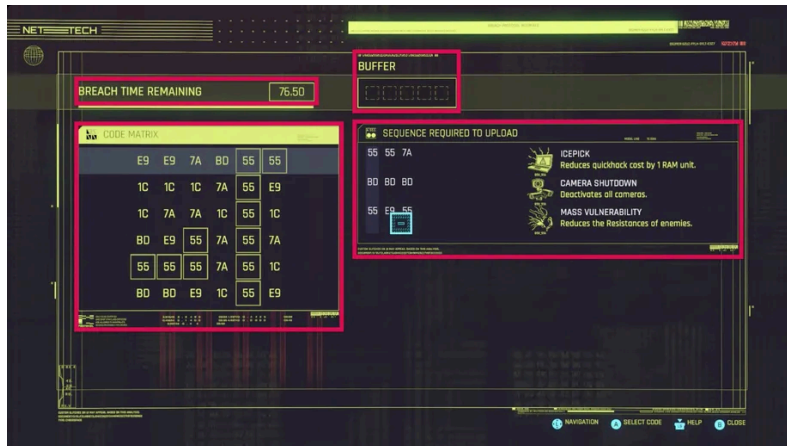 NET TECH
BREACH TIME REMAINING 76.50
BUFFER
CODE MATRIX
E9 E9 7A BD 55 55
1C 1C 1C 7A 55 E9
1C 7A 7A 1C 55 1C
BD E9 55 7A 55 7A
55 55 55 7A 55 1C
BD BD E9 1C 55 E9
SEQUENCE REQUIRED TO UPLOAD
55 55 7A
ICEPICK
Reduces quickhack cost by 1 RAM unit.
BD BD BD
CAMERA SHUTDOWN
Deactivates all cameras.
55 E9 55
MASS VULNERABILITY
Reduces the Resistances of enemies.
NAVIGATION A SELECT CODE HELP B CLOSE